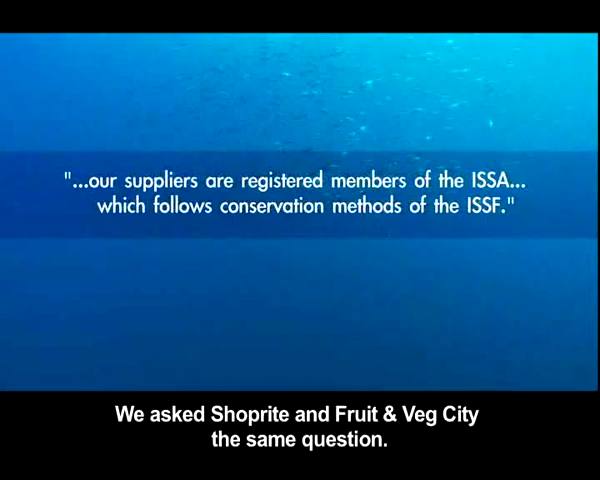 "...our suppliers are registered members of the ISSA...
which follows conservation methods of the ISSF."
We asked Shoprite and Fruit & Veg City
the same question.